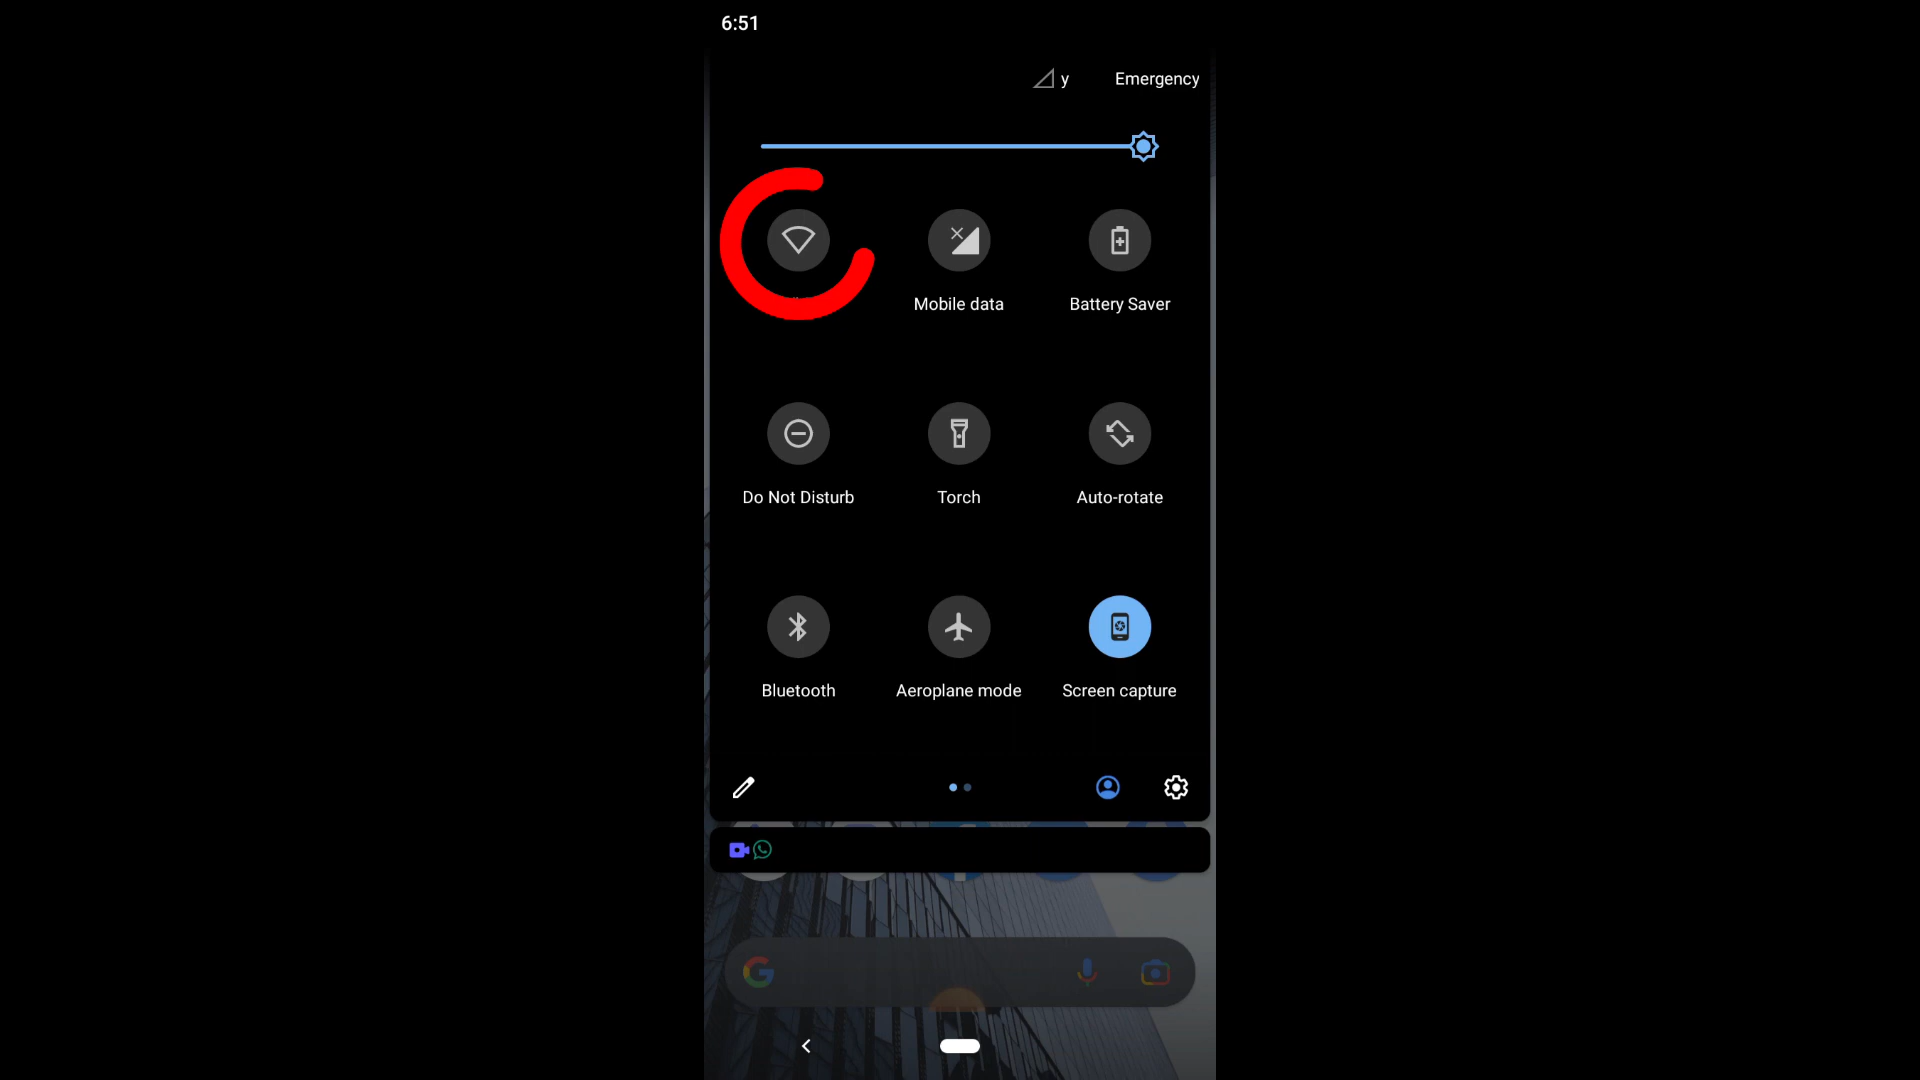 6:51
y Emergency
Mobile data
Battery Saver
Do Not Disturb
Torch
Auto-rotate
Bluetooth
Aeroplane mode
Screen capture